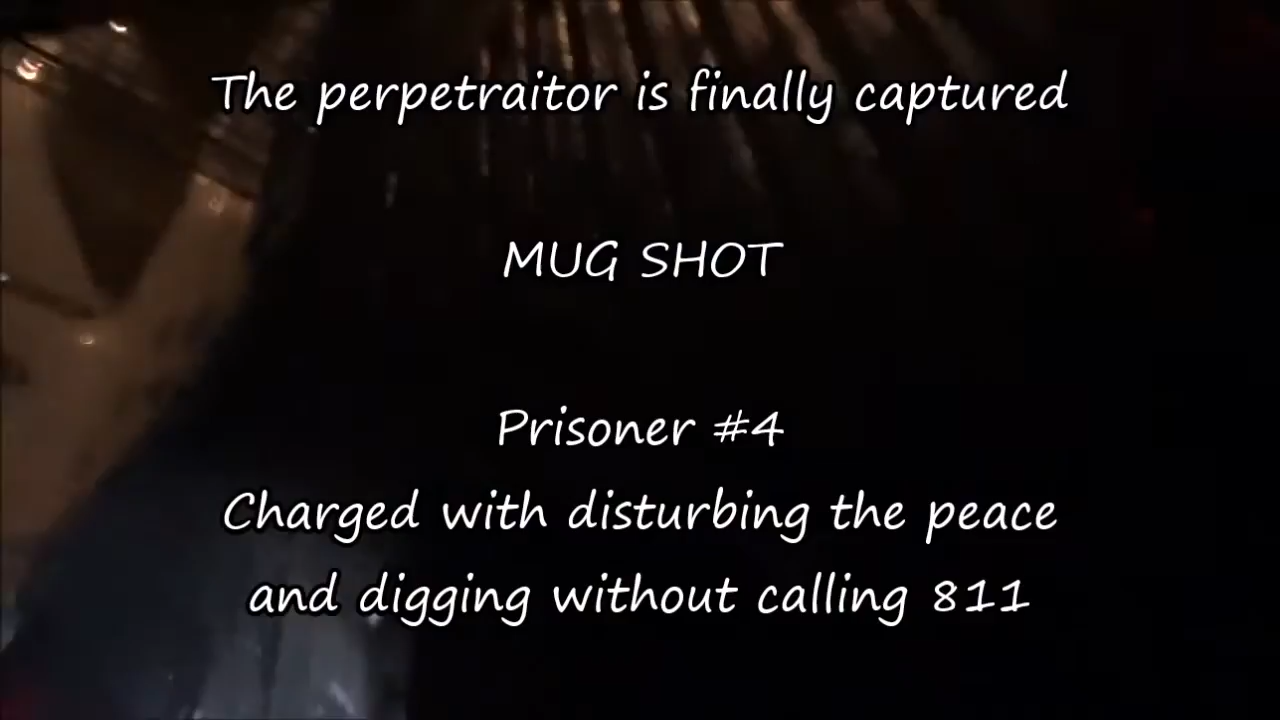 The perpetraitor is finally captured
MUG SHOT
Prisoner #4
Charged with disturbing the peace
and digging without calling 811